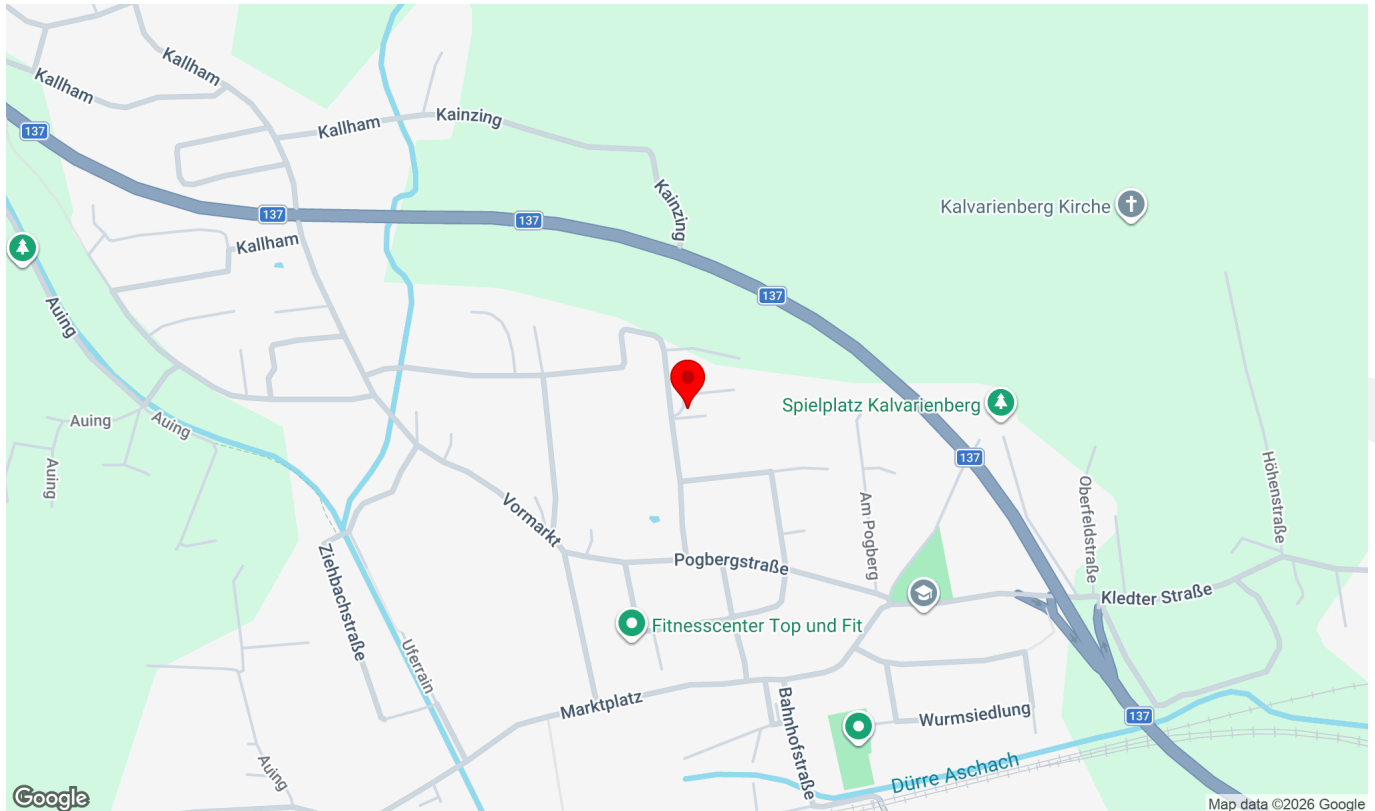 Kallham
Kallham
137
Kallham
Kainzing
Kainzing
Kalvarienberg Kirche
137
137
Kallham
137
Auing
Spielplatz Kalvarienberg
Auing
Auing
Auing
137
Höhenstraße
Oberfeldstraße
Am Pogberg
Vormarkt
Pogbergstraße
Ziehbachstraße
Kledter Straße
Fitnesscenter Top und Fit
Uferrain
Marktplatz
Bahnhofstraße
Wurmsiedlung
137
Auing
Dürre Aschach
Google
Map data ©2026 Google